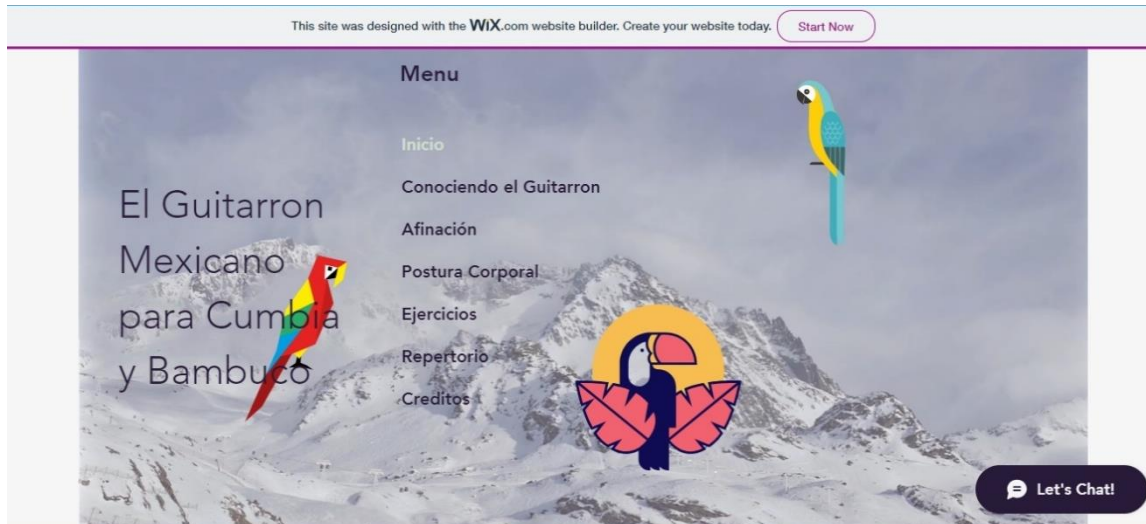 This site was designed with the WIX.com website builder. Create your website today. Start Now
Menu
Inicio
Conociendo el Guitarron
Afinación
Postura Corporal
Ejercicios
Repertorio
Creditos
El Guitarron
Mexicano
para Cumbia
y Bambuco
Let's Chat!